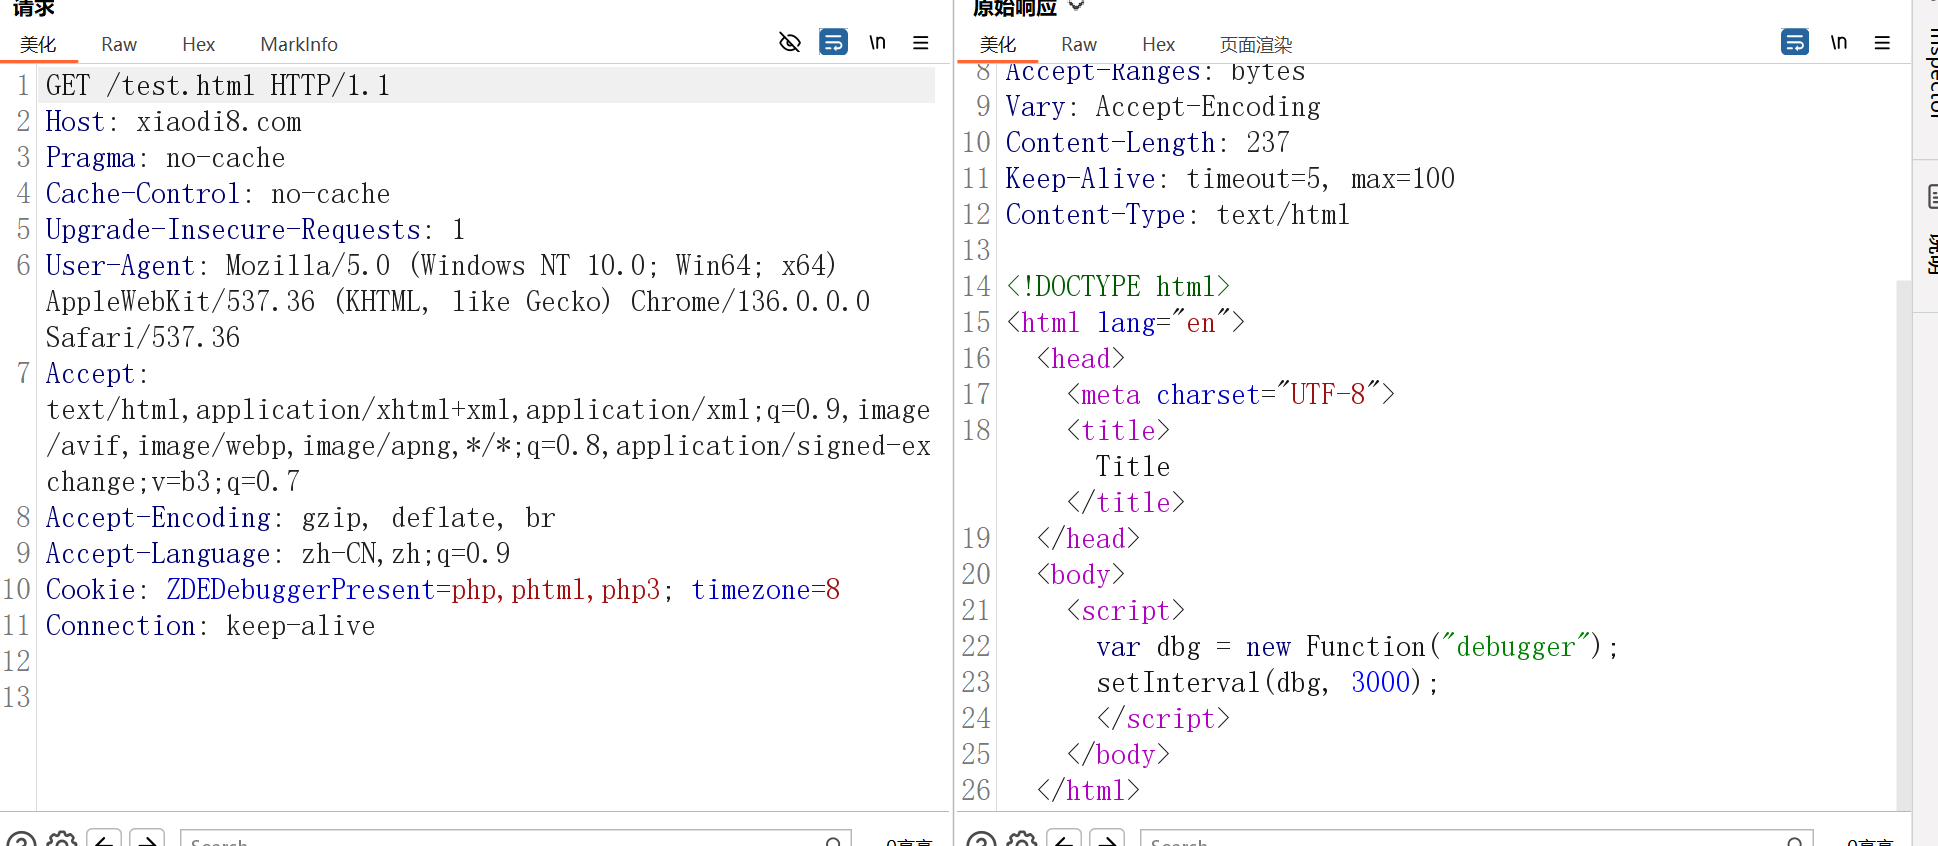 请求
美化 Raw Hex MarkInfo \n
1 GET /test.html HTTP/1.1
2 Host: xiaodi8.com
3 Pragma: no-cache
4 Cache-Control: no-cache
5 Upgrade-Insecure-Requests: 1
6 User-Agent: Mozilla/5.0 (Windows NT 10.0; Win64; x64)
AppleWebKit/537.36 (KHTML, like Gecko) Chrome/136.0.0.0
Safari/537.36
7 Accept:
text/html,application/xhtml+xml,application/xml;q=0.9,image
/avif,image/webp,image/apng,*/*;q=0.8,application/signed-ex
change;v=b3;q=0.7
8 Accept-Encoding: gzip, deflate, br
9 Accept-Language: zh-CN,zh;q=0.9
10 Cookie: ZDEDebuggerPresent=php,phtml,php3; timezone=8
11 Connection: keep-alive
12
13
Search
0高亮
原始响应
美化 Raw Hex 页面渲染 \n
8 Accept-Ranges: bytes
9 Vary: Accept-Encoding
10 Content-Length: 237
11 Keep-Alive: timeout=5, max=100
12 Content-Type: text/html
13
14 <!DOCTYPE html>
15 <html lang="en">
16 <head>
17 <meta charset="UTF-8">
18 <title>
Title
</title>
19 </head>
20 <body>
21 <script>
22 var dbg = new Function("debugger");
23 setInterval(dbg, 3000);
24 </script>
25 </body>
26 </html>
Search
0高亮
Inspector